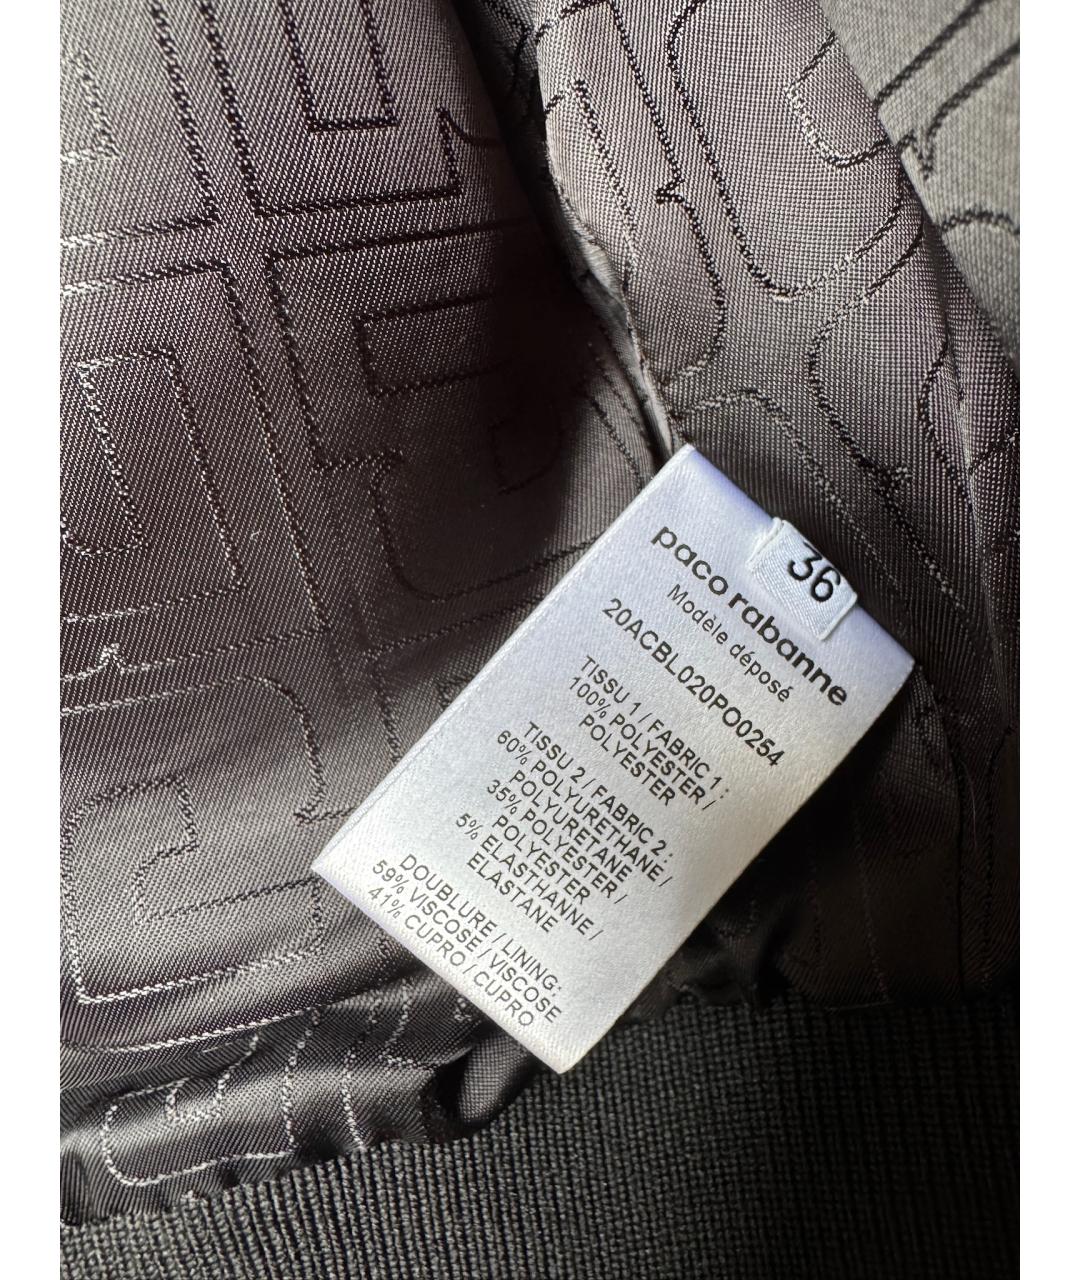 36
paco rabanne
Modèle déposé
20ACBL020PO0254
TISSU 1 / FABRIC 1 :
100% POLYESTER /
POLYESTER
TISSU 2 / FABRIC 2 :
60% POLYURETHANE /
POLYURETANE
35% POLYESTER /
POLYESTER
5% ELASTHANNE /
ELASTANE
DOUBLURE / LINING:
59% VISCOSE / VISCOSE
41% CUPRO / CUPRO